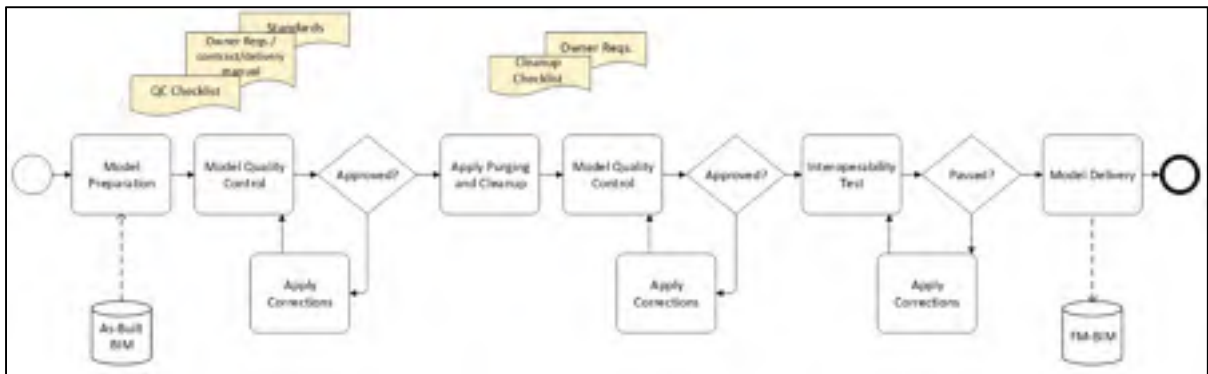 Standards
Owner Reqs./
contract/delivery
manual
QC Checklist
Owner Reqs.
Cleanup
Checklist
Model
Preparation
Model Quality
Control
Approved?
Apply Purging
and Cleanup
Model Quality
Control
Approved?
Interoperability
Test
Passed?
Model Delivery
Apply
Corrections
Apply
Corrections
Apply
Corrections
As-Built
BIM
FM-BIM